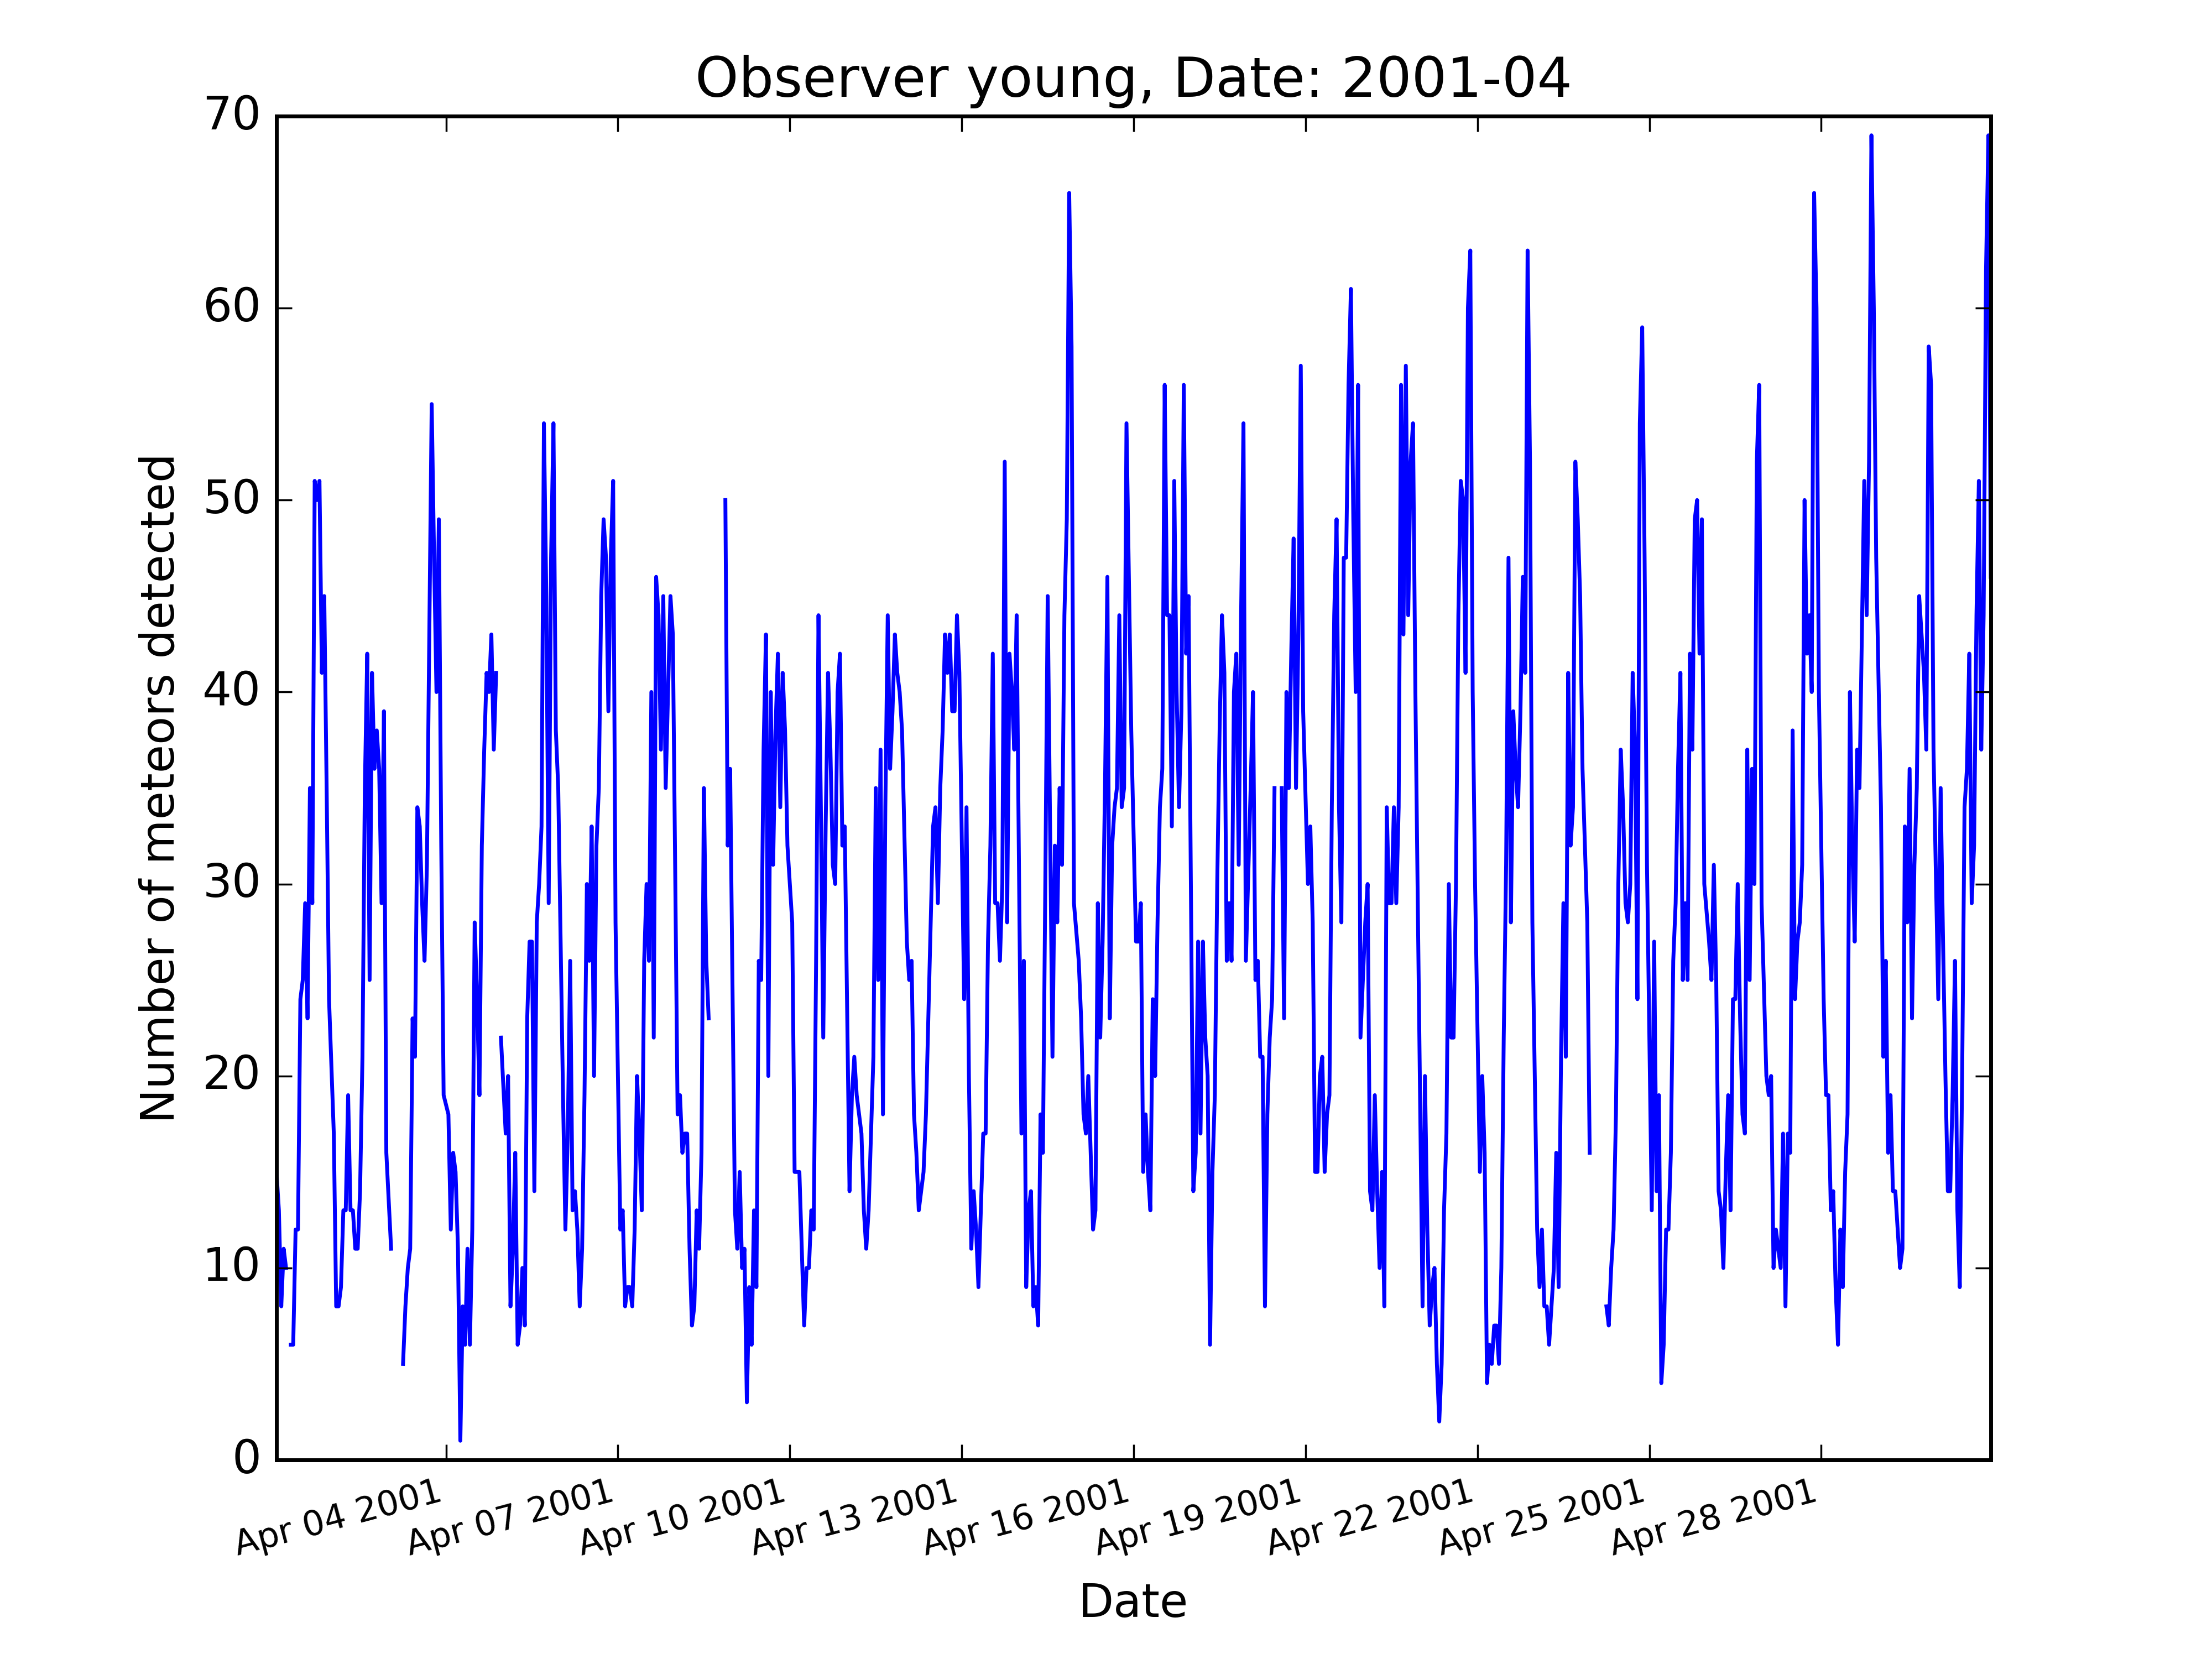 Observer young, Date: 2001-04
Number of meteors detected
70
60
50
40
30
20
10
0
Apr 04 2001
Apr 07 2001
Apr 10 2001
Apr 13 2001
Apr 16 2001
Apr 19 2001
Apr 22 2001
Apr 25 2001
Apr 28 2001
Date